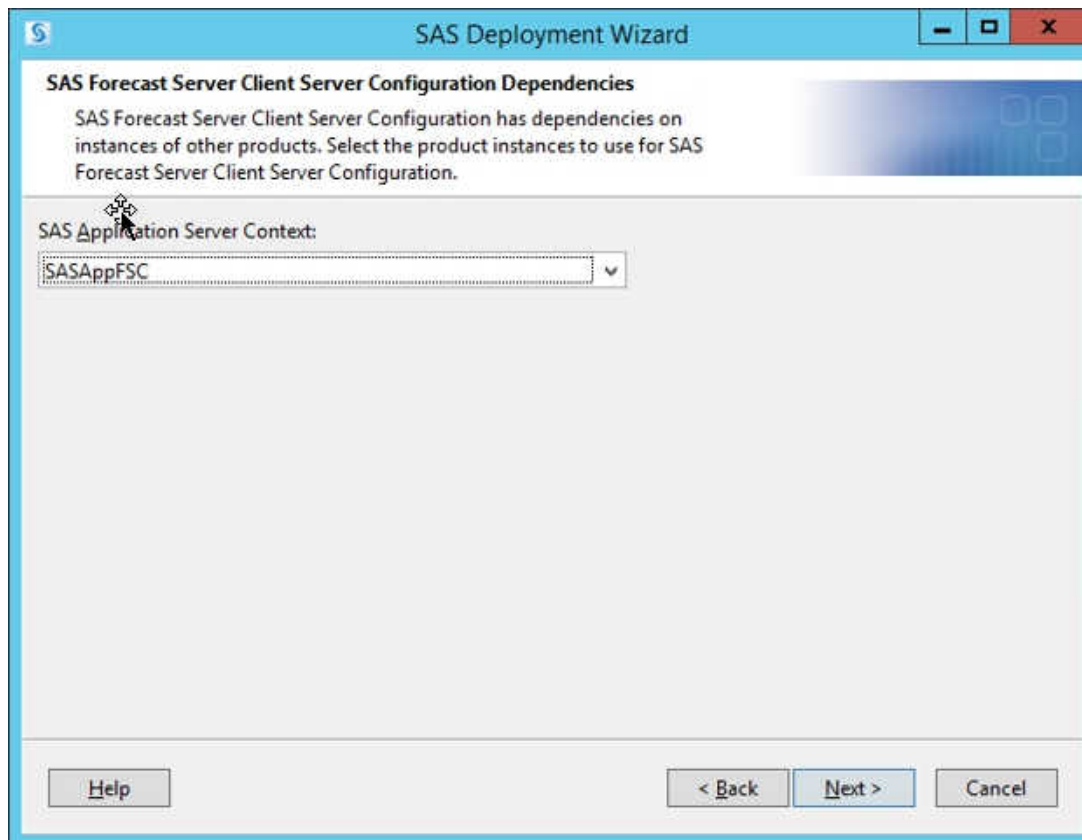 SAS Deployment Wizard
SAS Forecast Server Client Server Configuration Dependencies
SAS Forecast Server Client Server Configuration has dependencies on
instances of other products. Select the product instances to use for SAS
Forecast Server Client Server Configuration.
SAS Application Server Context:
SASAppFSC
Help
< Back
Next >
Cancel